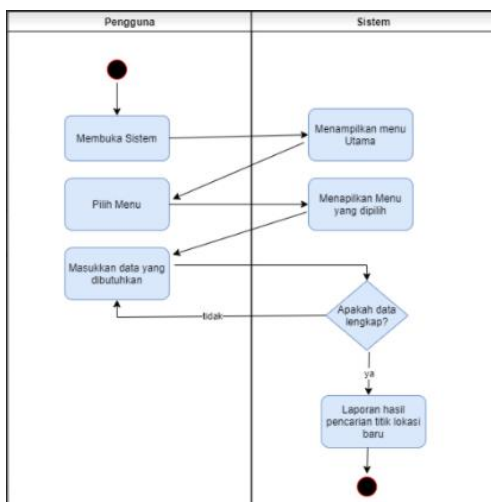 Pengguna
Sistem
Membuka Sistem
Menampilkan menu
Utama
Pilih Menu
Menapilkan Menu
yang dipilih
Masukkan data yang
dibutuhkan
Apakah data
lengkap?
tidak
ya
Laporan hasil
pencarian titik lokasi
baru